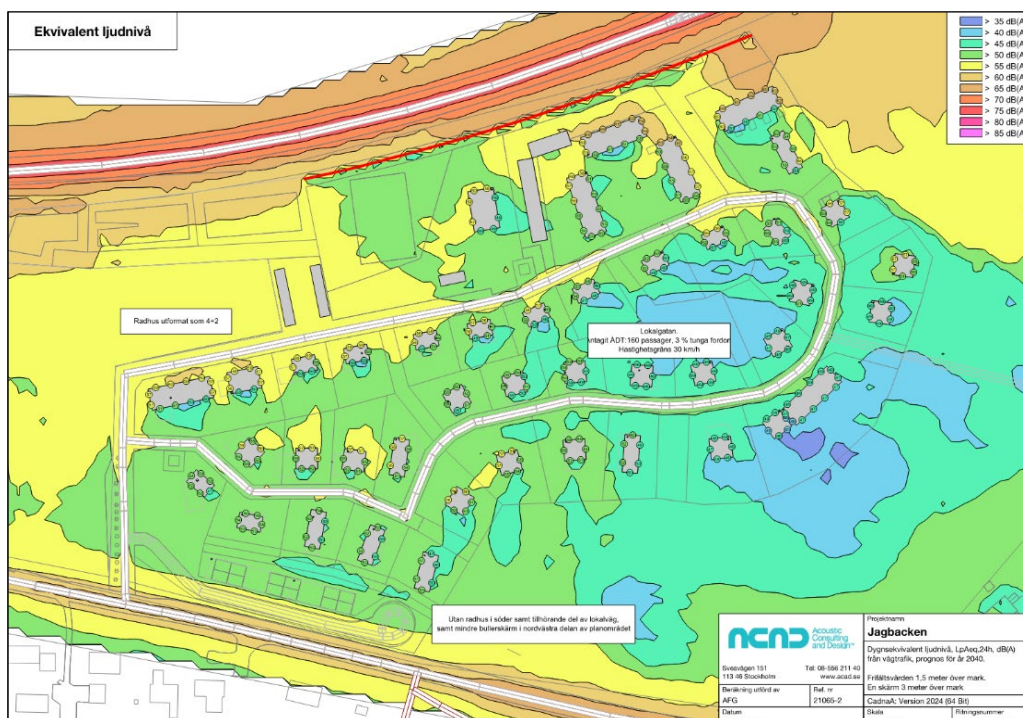 Ekvivalent ljudnivå
> 35 dB(A
> 40 dB(A
> 45 dB(A
> 50 dB(A
> 55 dB(A
> 60 dB(A
> 65 dB(A
> 70 dB(A
> 75 dB(A
> 80 dB(A
> 85 dB(A
Radhus utformat som 4+2
Lokalgatan.
Antagit ÅDT:160 passager, 3 % tunga fordon
Hastighetsgräns 30 km/h
Utan radhus i söder samt tillhörande del av lokalväg,
samt mindre bullerskärm i nordvästra delan av planområdet
ACAD Acoustic
Consulting
and Design
Sveavägen 151 Tel: 08-556 211 40
113 46 Stockholm www.acad.se
Beräkning utförd av Ref. nr
AFG 21065-2
Datum
Projektnamn
Jagbacken
Dygnsekvivalent ljudnivå, LpAeq,24h, dB(A)
från vägtrafik, prognos för år 2040.
Frifältsvärden 1,5 meter över mark.
En skärm 3 meter över mark
CadnaA: Version 2024 (64 Bit)
Skala Ritningsnummer